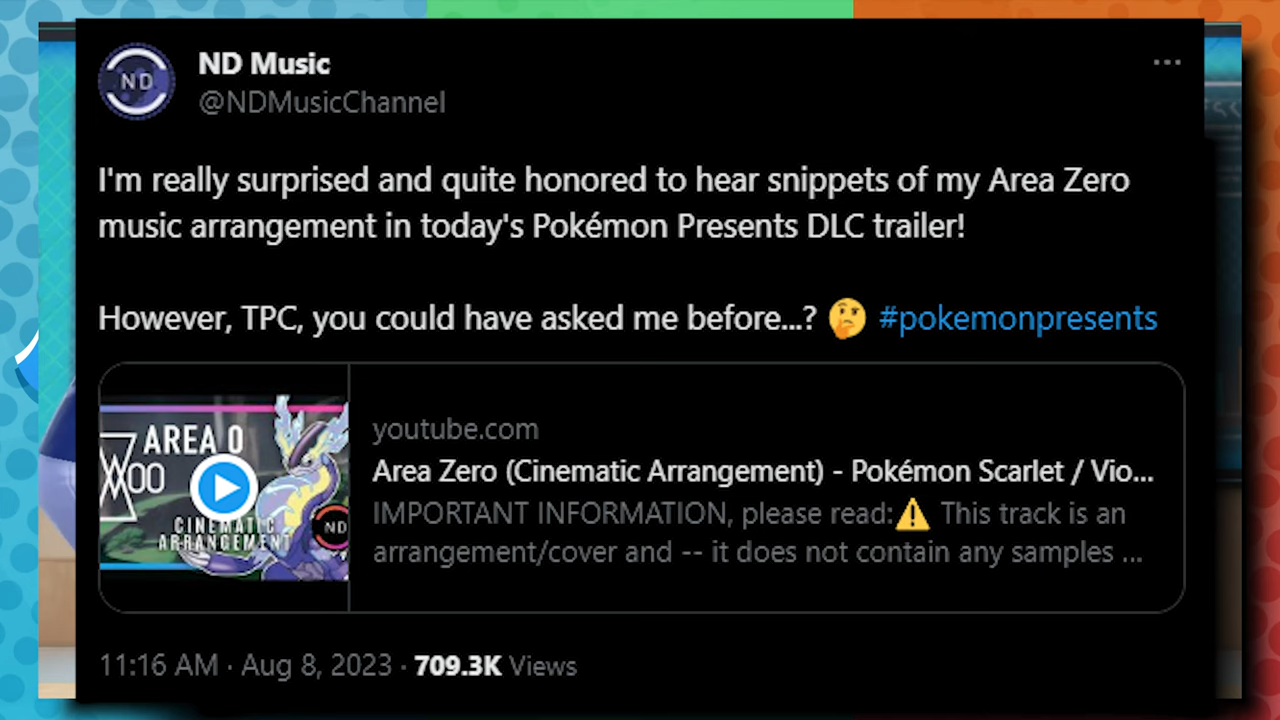 ND
ND Music
@NDMusicChannel
I'm really surprised and quite honored to hear snippets of my Area Zero
music arrangement in today's Pokémon Presents DLC trailer!
However, TPC, you could have asked me before...? 🤔 #pokemonpresents
AREA 0
CINEMATIC
ARRANGEMENT
ND
youtube.com
Area Zero (Cinematic Arrangement) - Pokémon Scarlet / Vio...
IMPORTANT INFORMATION, please read:⚠️ This track is an
arrangement/cover and -- it does not contain any samples ...
11:16 AM · Aug 8, 2023 · 709.3K Views